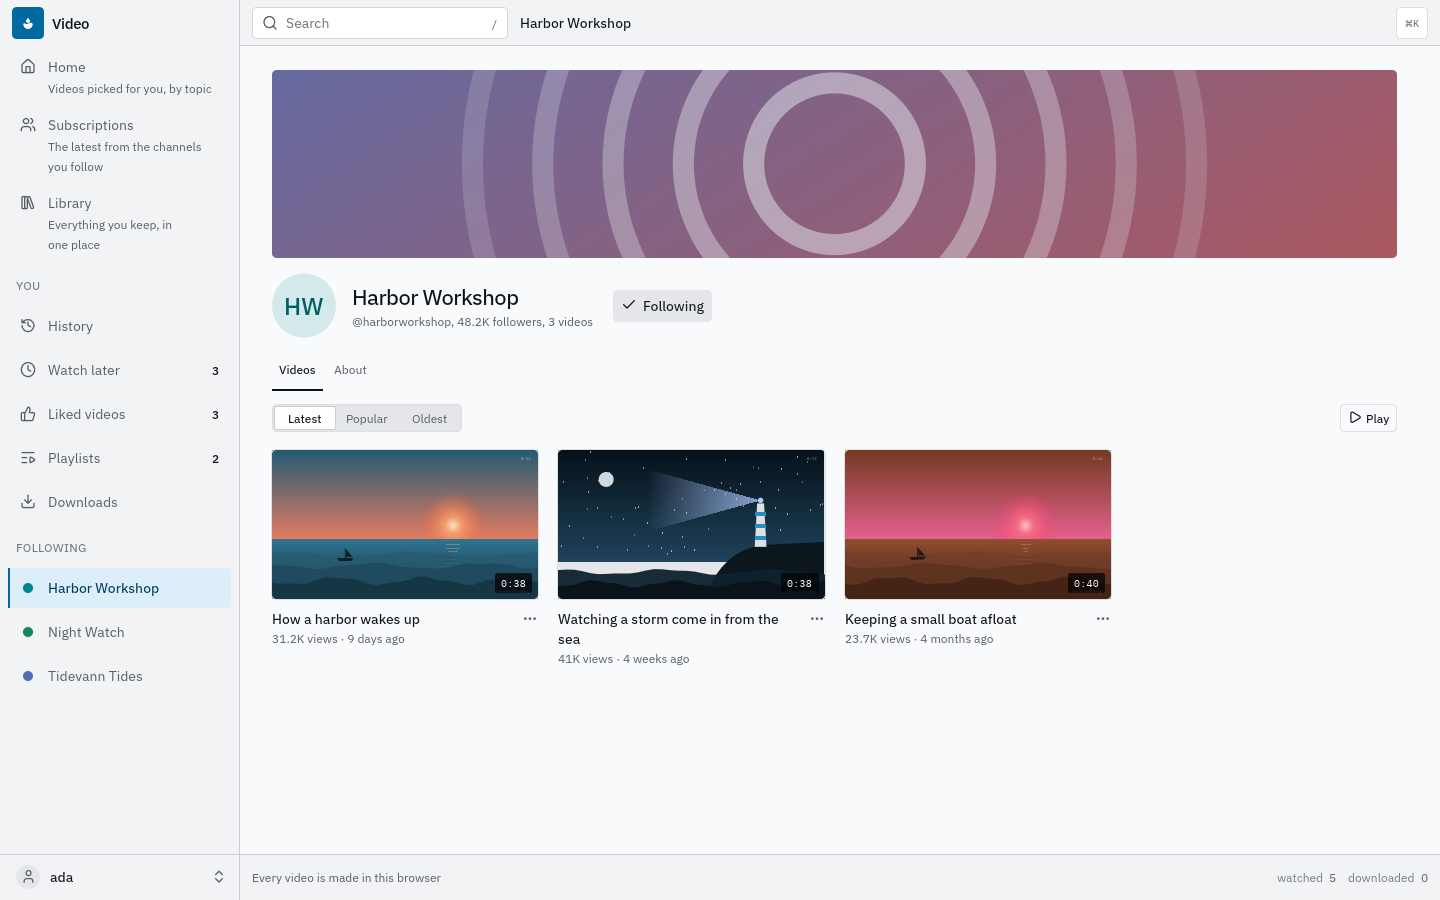 Video
Search
/
Harbor Workshop
⌘K
Home
Videos picked for you, by topic
Subscriptions
The latest from the channels
you follow
Library
Everything you keep, in
one place
YOU
History
Watch later 3
Liked videos 3
Playlists 2
Downloads
FOLLOWING
Harbor Workshop
Night Watch
Tidevann Tides
ada
HW
Harbor Workshop
@harborworkshop, 48.2K followers, 3 videos
Following
Videos
About
Latest
Popular
Oldest
Play
0:38
How a harbor wakes up
31.2K views · 9 days ago
0:38
Watching a storm come in from the
sea
41K views · 4 weeks ago
0:40
Keeping a small boat afloat
23.7K views · 4 months ago
Every video is made in this browser
watched 5 downloaded 0